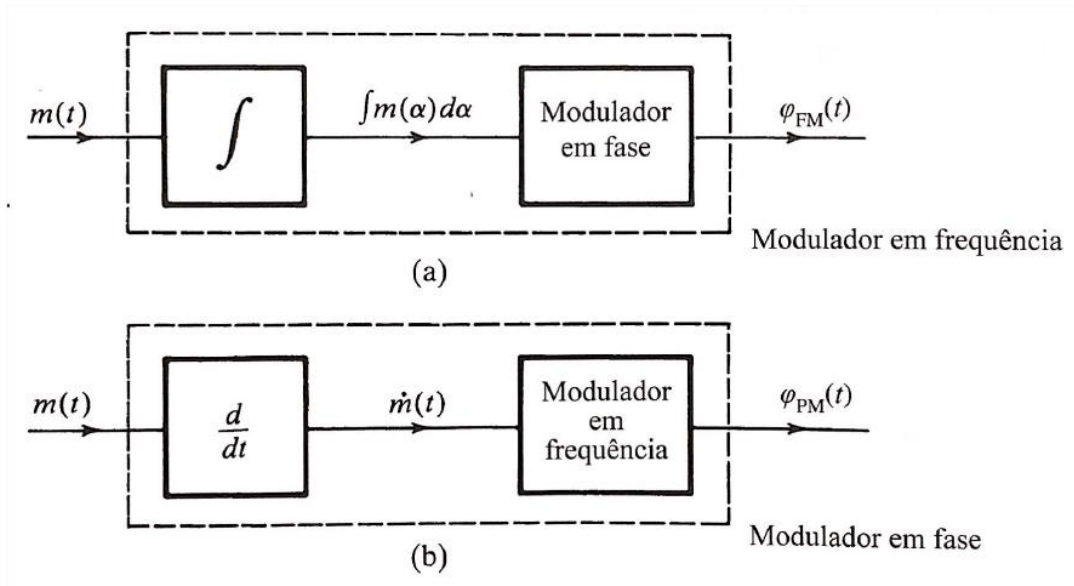 m(t)
∫
∫m(α)dα
Modulador
em fase
φ_FM(t)
Modulador em frequência
(a)
m(t)
d
dt
ṁ(t)
Modulador
em
frequência
φ_PM(t)
Modulador em fase
(b)